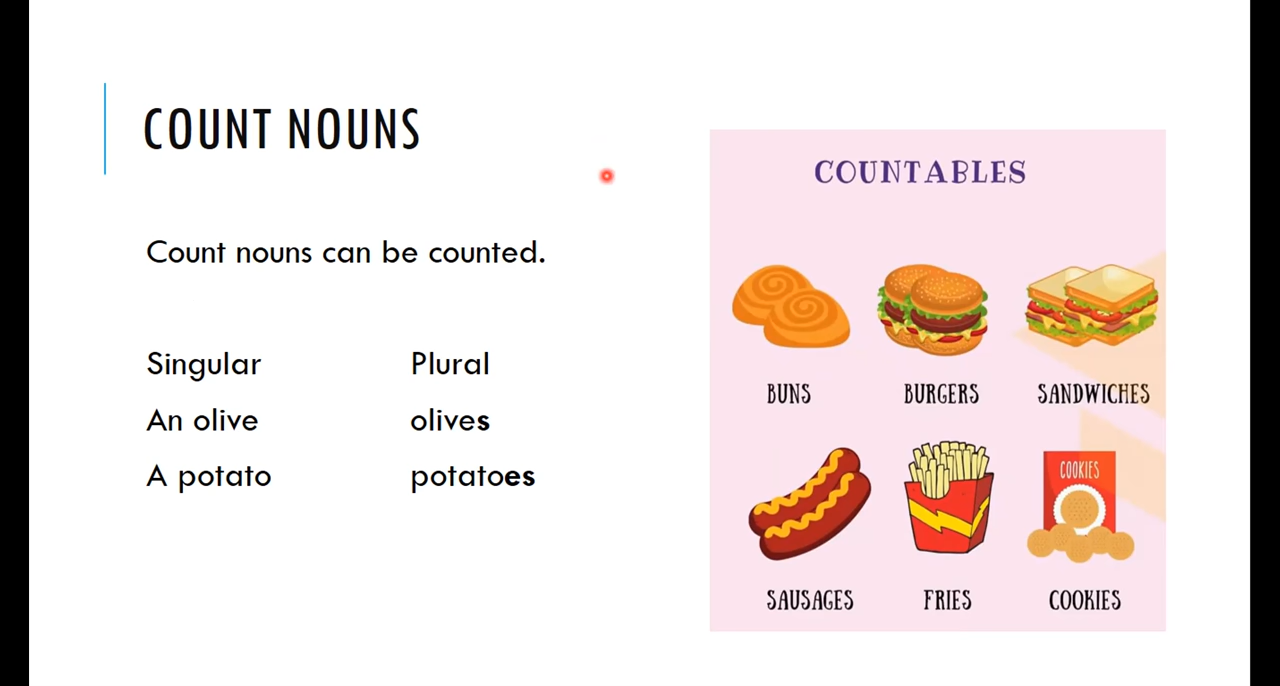 COUNT NOUNS
Count nouns can be counted.
Singular Plural
An olive olives
A potato potatoes
COUNTABLES
BUNS BURGERS SANDWICHES
COOKIES
SAUSAGES FRIES COOKIES